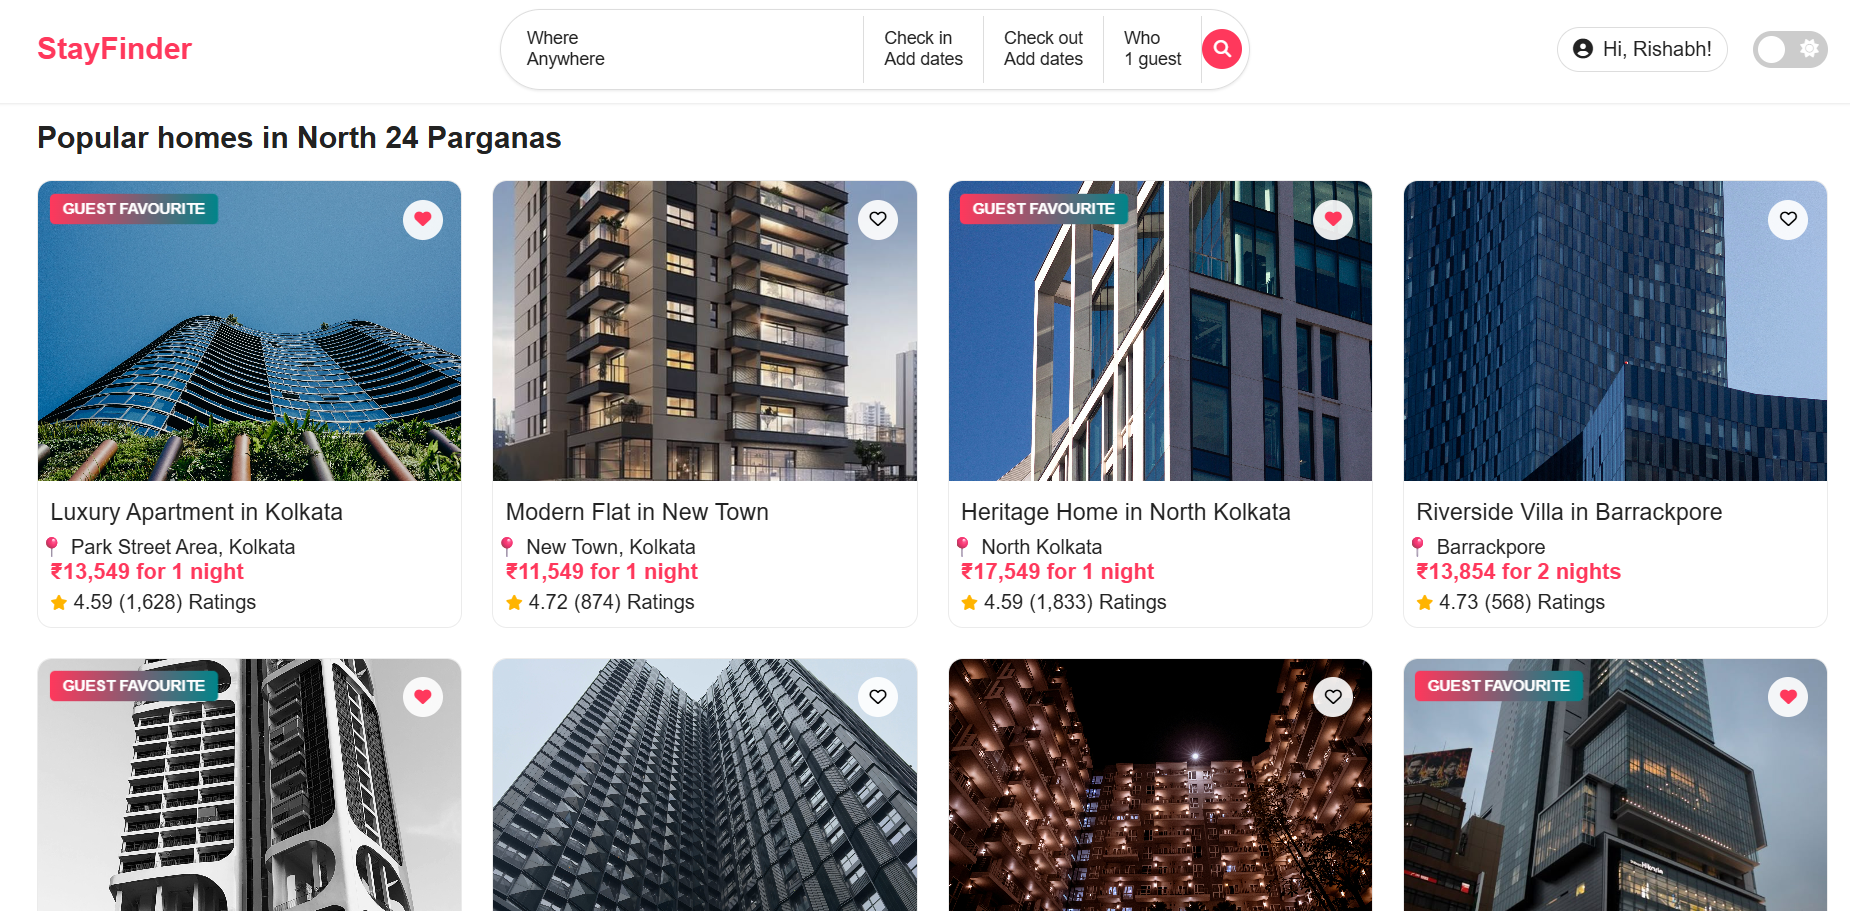 StayFinder
Where
Anywhere
Check in
Add dates
Check out
Add dates
Who
1 guest
Hi, Rishabh!
Popular homes in North 24 Parganas
GUEST FAVOURITE
Luxury Apartment in Kolkata
Park Street Area, Kolkata
₹13,549 for 1 night
4.59 (1,628) Ratings
Modern Flat in New Town
New Town, Kolkata
₹11,549 for 1 night
4.72 (874) Ratings
GUEST FAVOURITE
Heritage Home in North Kolkata
North Kolkata
₹17,549 for 1 night
4.59 (1,833) Ratings
Riverside Villa in Barrackpore
Barrackpore
₹13,854 for 2 nights
4.73 (568) Ratings
GUEST FAVOURITE
GUEST FAVOURITE